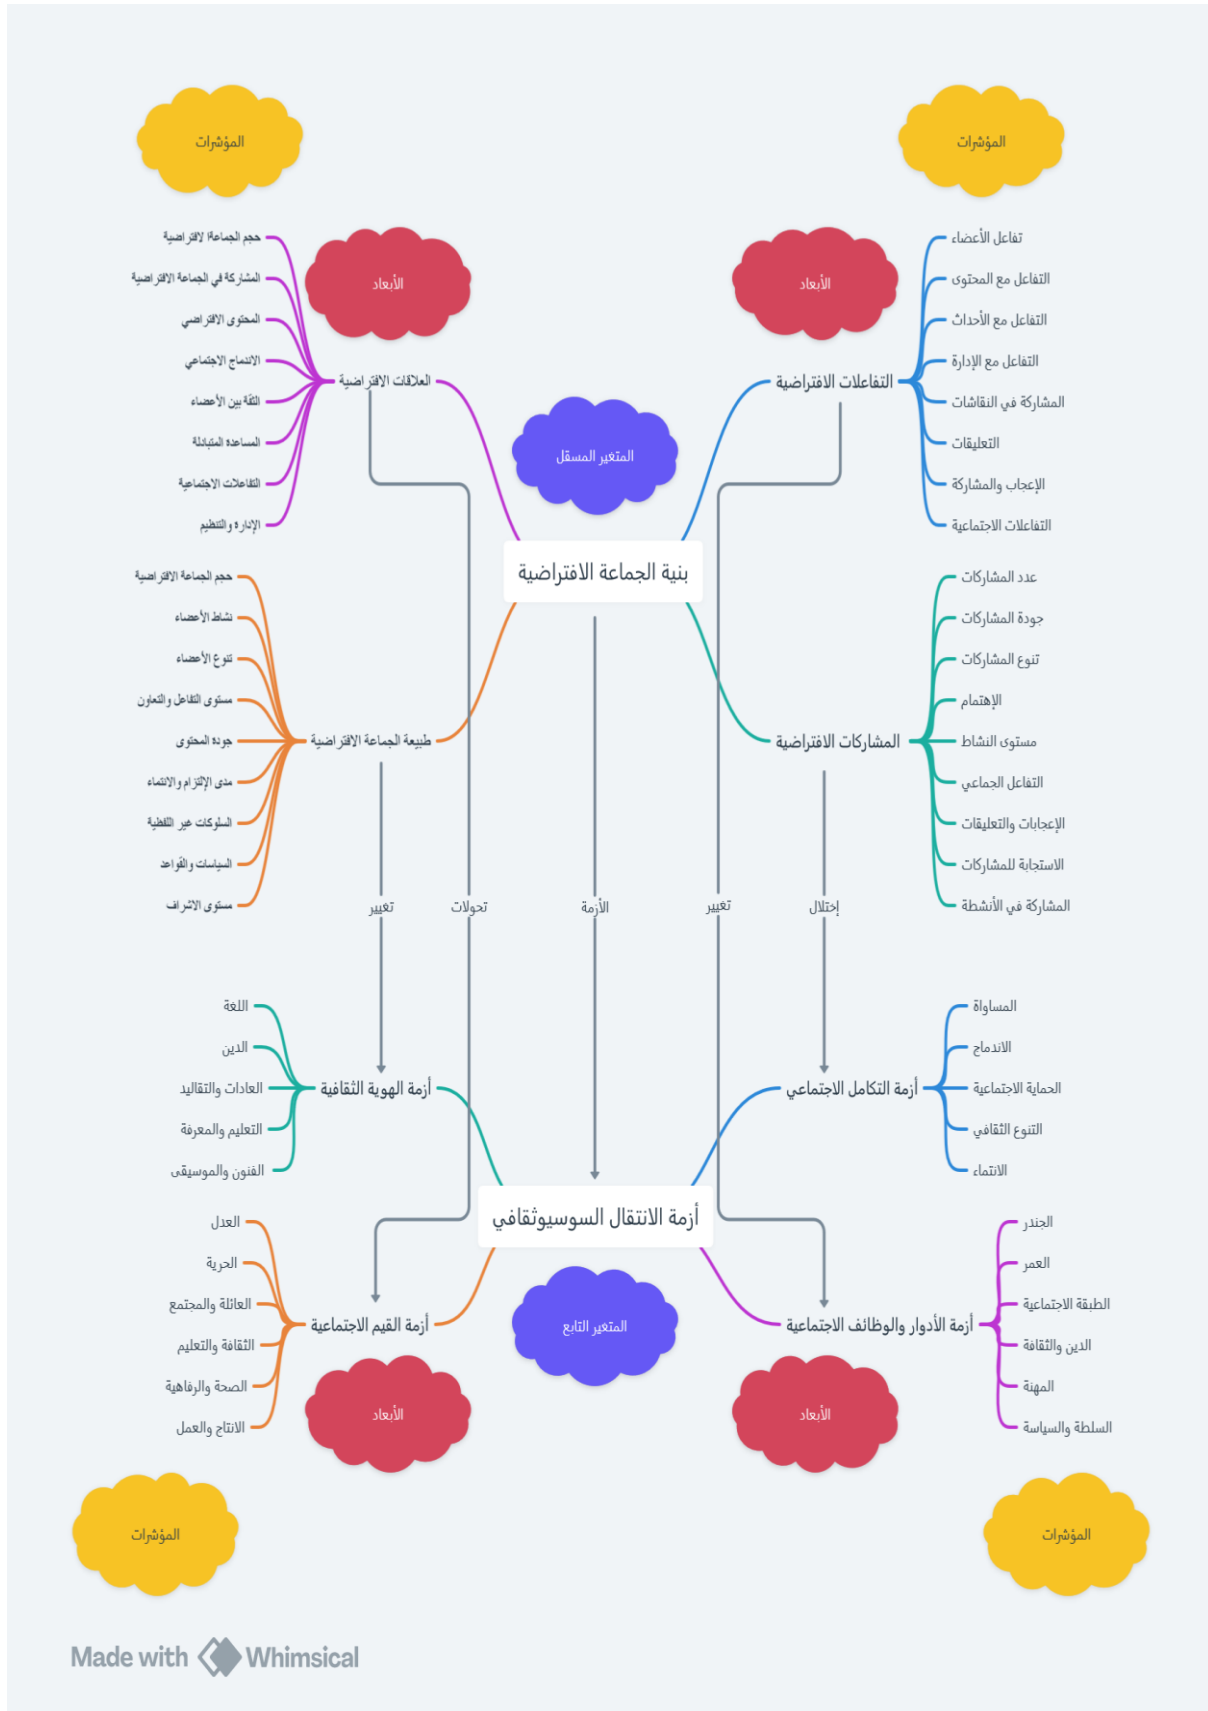 المؤشرات
المؤشرات
الأبعاد
الأبعاد
تفاعل الأعضاء
التفاعل مع المحتوى
التفاعل مع الأحداث
التفاعل مع الإدارة
التفاعلات الافتراضية
المشاركة في النقاشات
التعليقات
الإعجاب والمشاركة
التفاعلات الاجتماعية
حجم الجماعة الافتراضية
المشاركة في الجماعة الافتراضية
المحتوى الافتراضي
الاندماج الاجتماعي
العلاقات الافتراضية
الثقة بين الأعضاء
المساعدة المتبادلة
التفاعلات الاجتماعية
الإدارة والتنظيم
المتغير المسقل
بنية الجماعة الافتراضية
عدد المشاركات
جودة المشاركات
تنوع المشاركات
الإهتمام
المشاركات الافتراضية
مستوى النشاط
التفاعل الجماعي
الإعجابات والتعليقات
الاستجابة للمشاركات
المشاركة في الأنشطة
حجم الجماعة الافتراضية
نشاط الأعضاء
تنوع الأعضاء
مستوى التفاعل والتعاون
طبيعة الجماعة الافتراضية
جودة المحتوى
مدى الإلتزام والانتماء
السلوكات غير اللفظية
السياسات والقواعد
مستوى الاشراف
إختلال
تغيير
الأزمة
تحولات
تغيير
المساواة
الاندماج
أزمة التكامل الاجتماعي
الحماية الاجتماعية
التنوع الثقافي
الانتماء
اللغة
الدين
أزمة الهوية الثقافية
العادات والتقاليد
التعليم والمعرفة
الفنون والموسيقى
أزمة الانتقال السوسيوثقافي
المتغير التابع
الجندر
العمر
الطبقة الاجتماعية
أزمة الأدوار والوظائف الاجتماعية
الدين والثقافة
المهنة
السلطة والسياسة
العدل
الحرية
العائلة والمجتمع
أزمة القيم الاجتماعية
الثقافة والتعليم
الصحة والرفاهية
الانتاج والعمل
الأبعاد
الأبعاد
المؤشرات
المؤشرات
Made with Whimsical